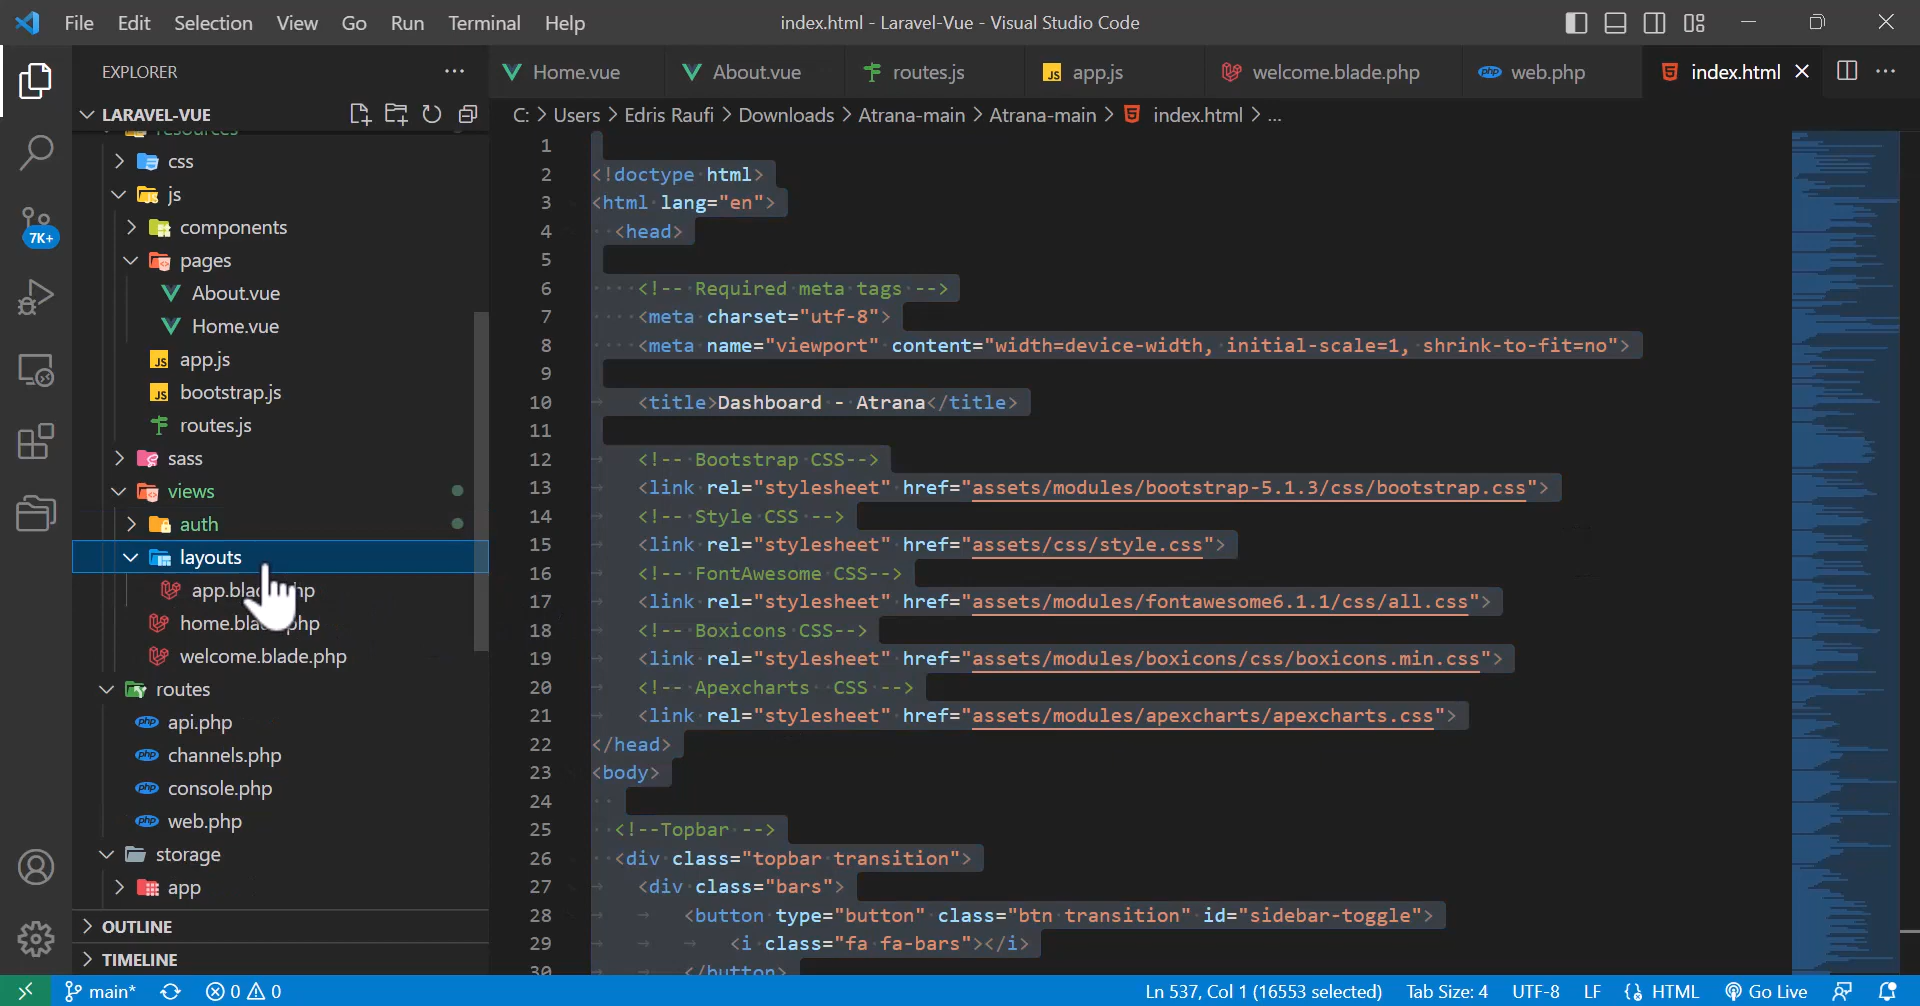 File Edit Selection View Go Run Terminal Help
index.html - Laravel-Vue - Visual Studio Code
EXPLORER
Home.vue About.vue routes.js app.js welcome.blade.php web.php index.html
LARAVEL-VUE
C: > Users > Edris Raufi > Downloads > Atrana-main > Atrana-main > index.html > ...
resources
css
js
components
pages
About.vue
Home.vue
app.js
bootstrap.js
routes.js
sass
views
auth
layouts
welcome.blade.php
routes
api.php
channels.php
console.php
web.php
storage
app
OUTLINE
TIMELINE
7K+
1
2 <!doctype html>
3 <html lang="en">
4 <head>
5
6 <!-- Required meta tags -->
7 <meta charset="utf-8">
8 <meta name="viewport" content="width=device-width, initial-scale=1, shrink-to-fit=no">
9
10 <title>Dashboard - Atrana</title>
11
12 <!-- Bootstrap CSS-->
13 <link rel="stylesheet" href="assets/modules/bootstrap-5.1.3/css/bootstrap.css">
14 <!-- Style CSS -->
15 <link rel="stylesheet" href="assets/css/style.css">
16 <!-- FontAwesome CSS-->
17 <link rel="stylesheet" href="assets/modules/fontawesome6.1.1/css/all.css">
18 <!-- Boxicons CSS-->
19 <link rel="stylesheet" href="assets/modules/boxicons/css/boxicons.min.css">
20 <!-- Apexcharts  CSS -->
21 <link rel="stylesheet" href="assets/modules/apexcharts/apexcharts.css">
22 </head>
23 <body>
24
25 <!--Topbar -->
26 <div class="topbar transition">
27 <div class="bars">
28 <button type="button" class="btn transition" id="sidebar-toggle">
29 <i class="fa fa-bars"></i>
30 </button>
main* 0 0
Ln 537, Col 1 (16553 selected) Tab Size: 4 UTF-8 LF HTML Go Live